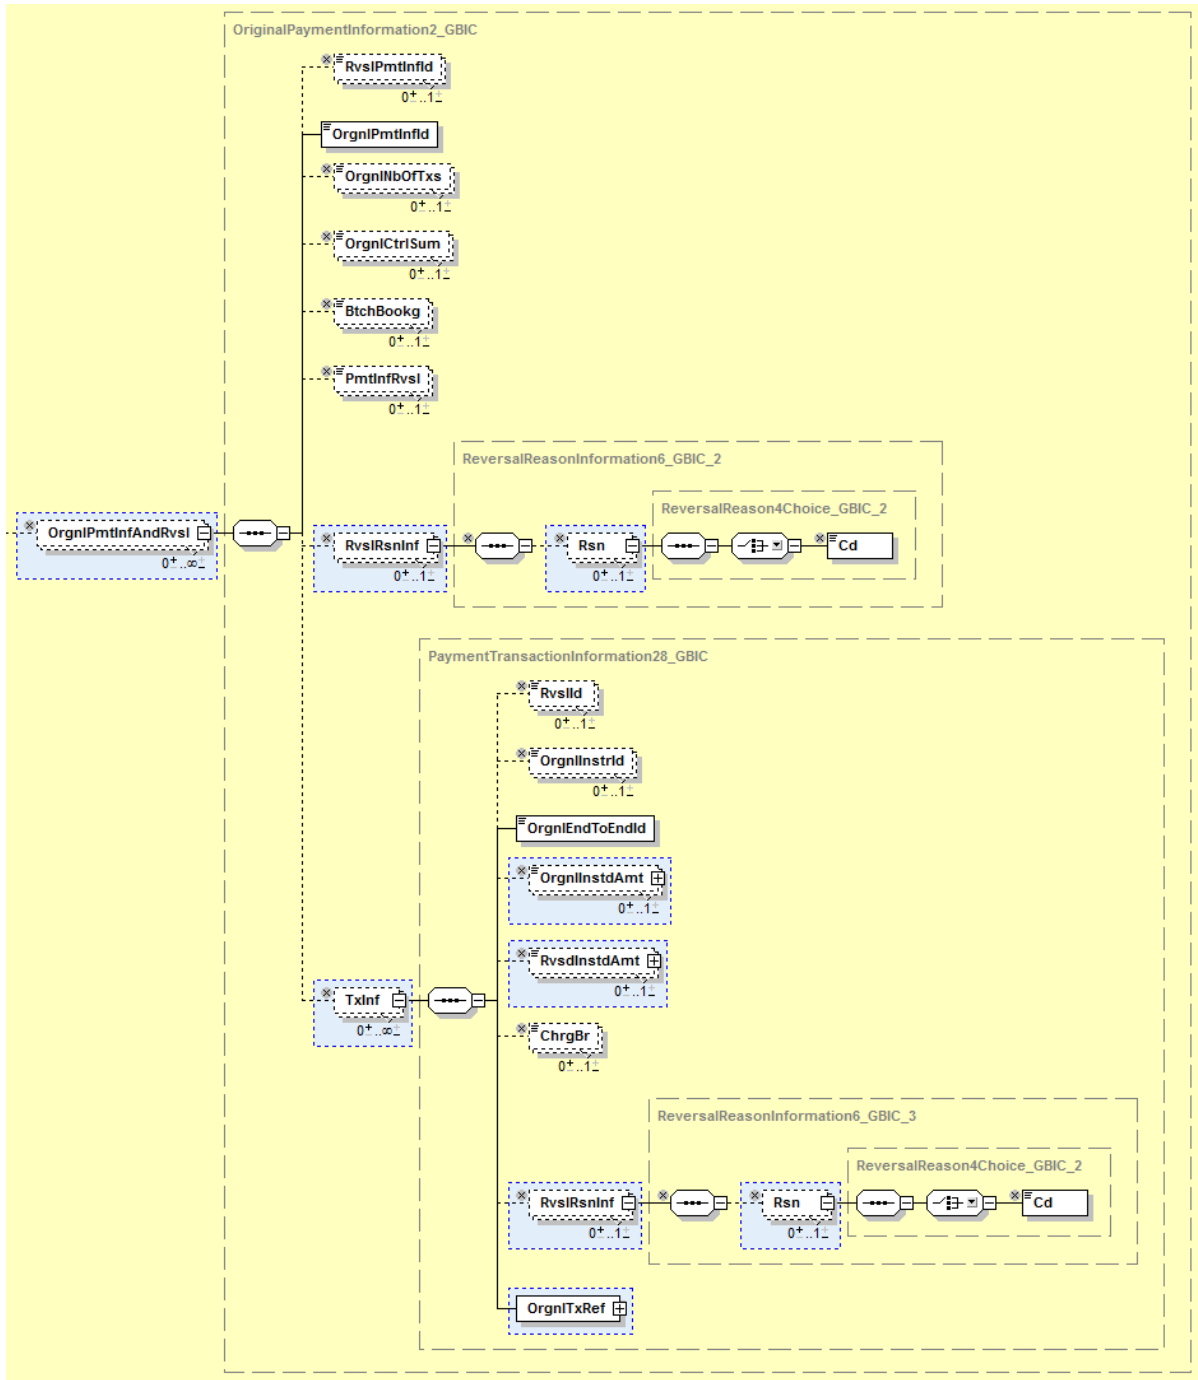 OriginalPaymentInformation2_GBIC
RvslPmtInfId
0..1
OrgnlPmtInfId
OrgnlNbOfTxs
0..1
OrgnlCtrlSum
0..1
BtchBookg
0..1
PmtInfRvsl
0..1
ReversalReasonInformation6_GBIC_2
ReversalReason4Choice_GBIC_2
OrgnlPmtInfAndRvsl
0..∞
RvslRsnInf
0..1
Rsn
0..1
Cd
PaymentTransactionInformation28_GBIC
RvslId
0..1
OrgnlInstrId
0..1
OrgnlEndToEndId
OrgnlInstdAmt
0..1
RvsdInstdAmt
0..1
TxInf
0..∞
ChrgBr
0..1
ReversalReasonInformation6_GBIC_3
ReversalReason4Choice_GBIC_2
RvslRsnInf
0..1
Rsn
0..1
Cd
OrgnlTxRef